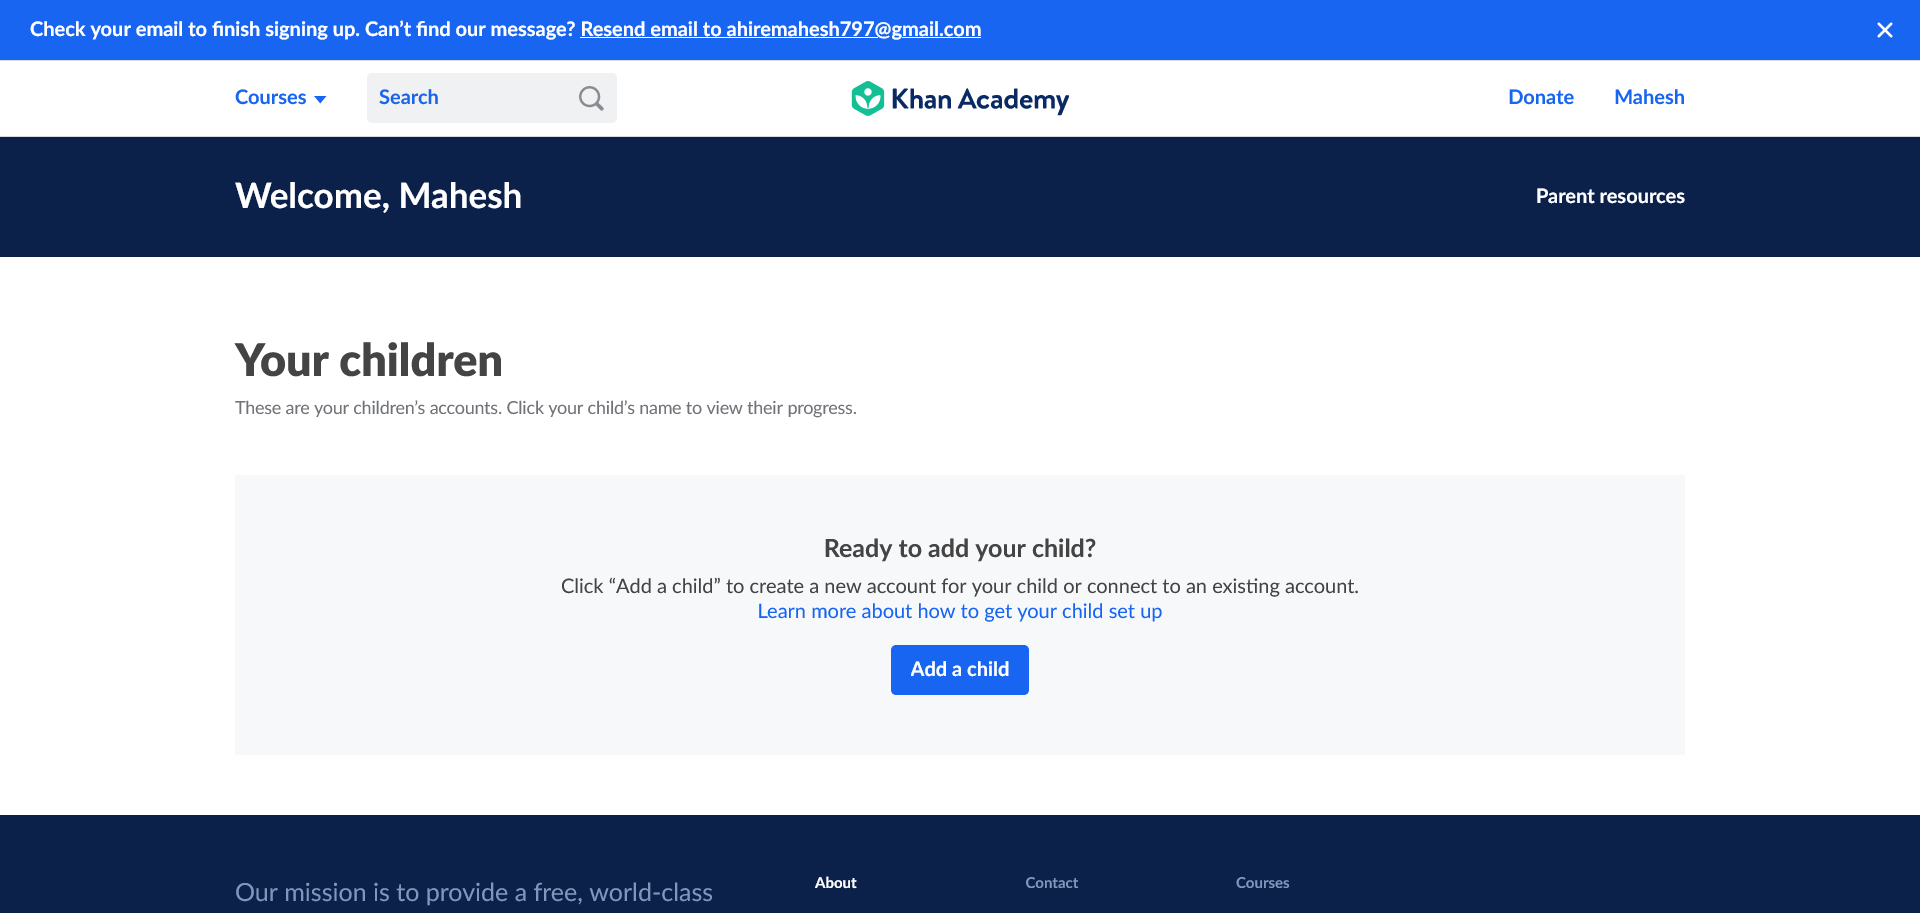 Check your email to finish signing up. Can’t find our message? Resend email to ahiremahesh797@gmail.com
Courses
Search
Khan Academy
Donate
Mahesh
Welcome, Mahesh
Parent resources
Your children
These are your children’s accounts. Click your child’s name to view their progress.
Ready to add your child?
Click “Add a child” to create a new account for your child or connect to an existing account.
Learn more about how to get your child set up
Add a child
Our mission is to provide a free, world-class
About
Contact
Courses